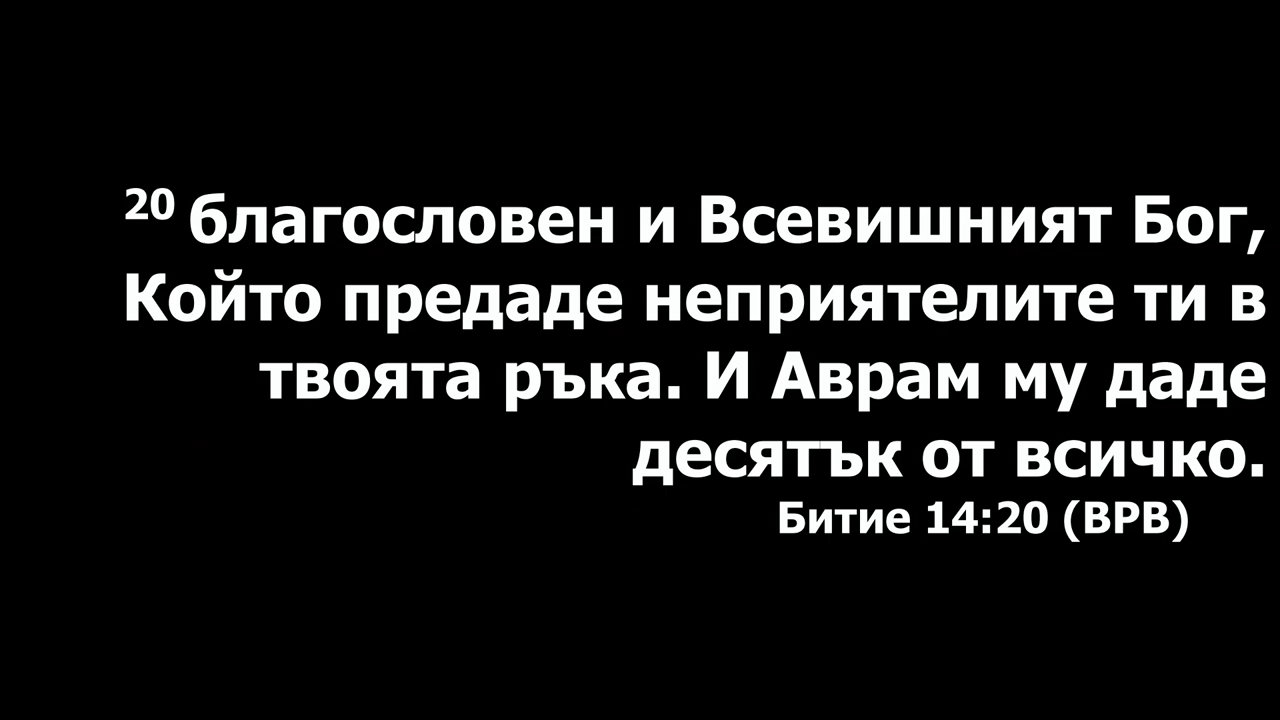 20 благословен и Всевишният Бог,
Който предаде неприятелите ти в
твоята ръка. И Аврам му даде
десятък от всичко.
Битие 14:20 (ВРВ)